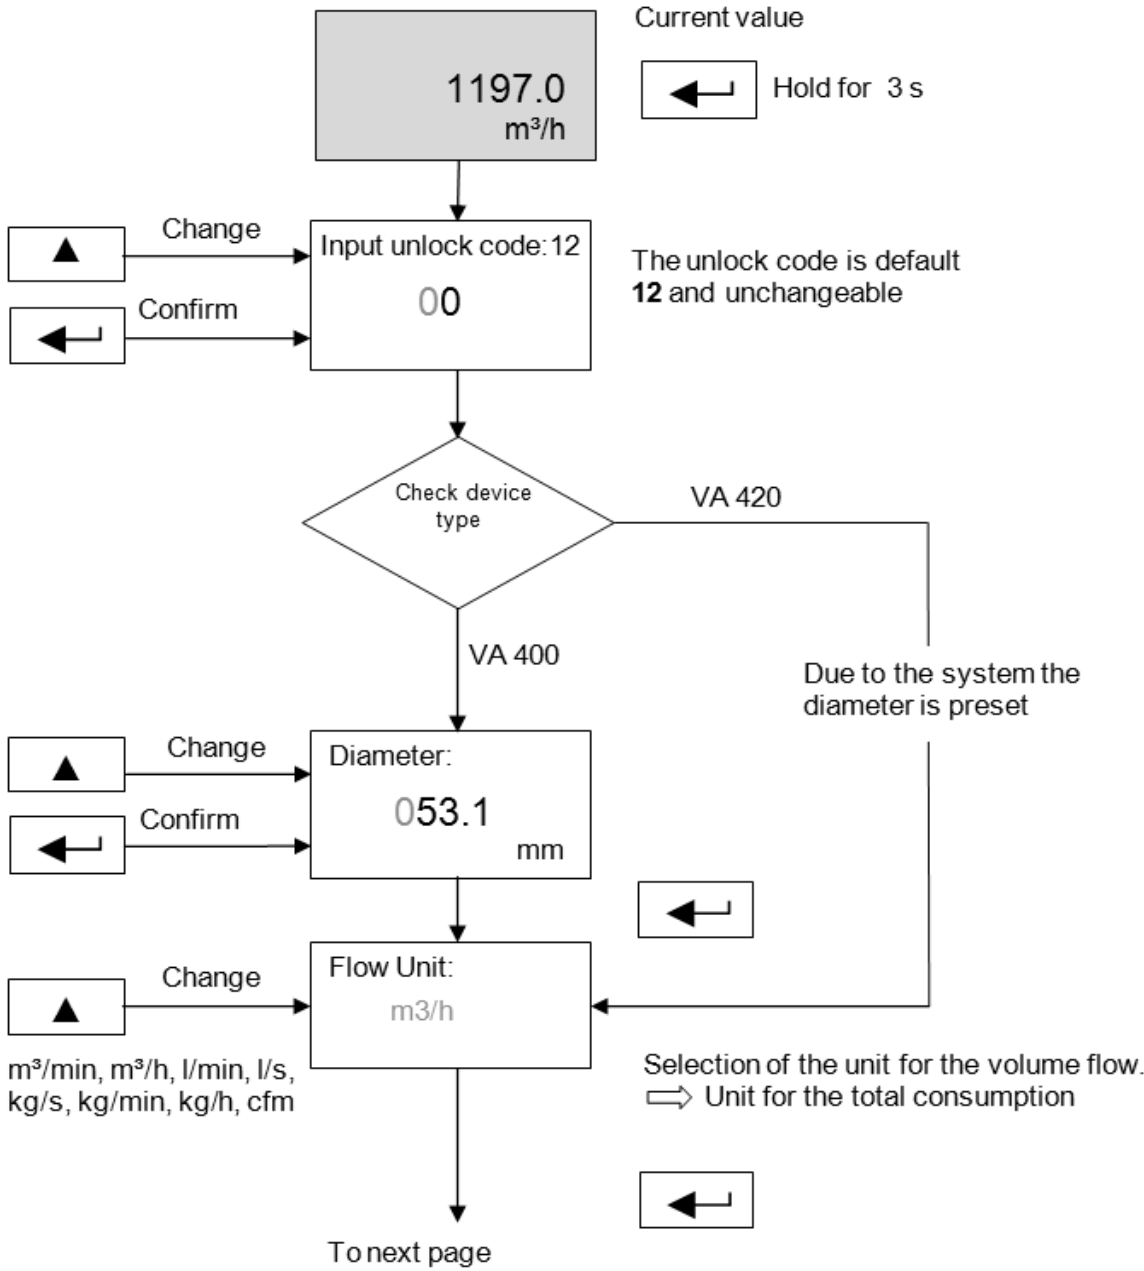 Current value
1197.0
m³/h
Hold for 3 s
Change
Input unlock code:12
00
Confirm
The unlock code is default
12 and unchangeable
Check device
type
VA 420
VA 400
Due to the system the
diameter is preset
Change
Diameter:
053.1
mm
Confirm
Change
Flow Unit:
m3/h
m³/min, m³/h, l/min, l/s,
kg/s, kg/min, kg/h, cfm
Selection of the unit for the volume flow.
⇨ Unit for the total consumption
To next page